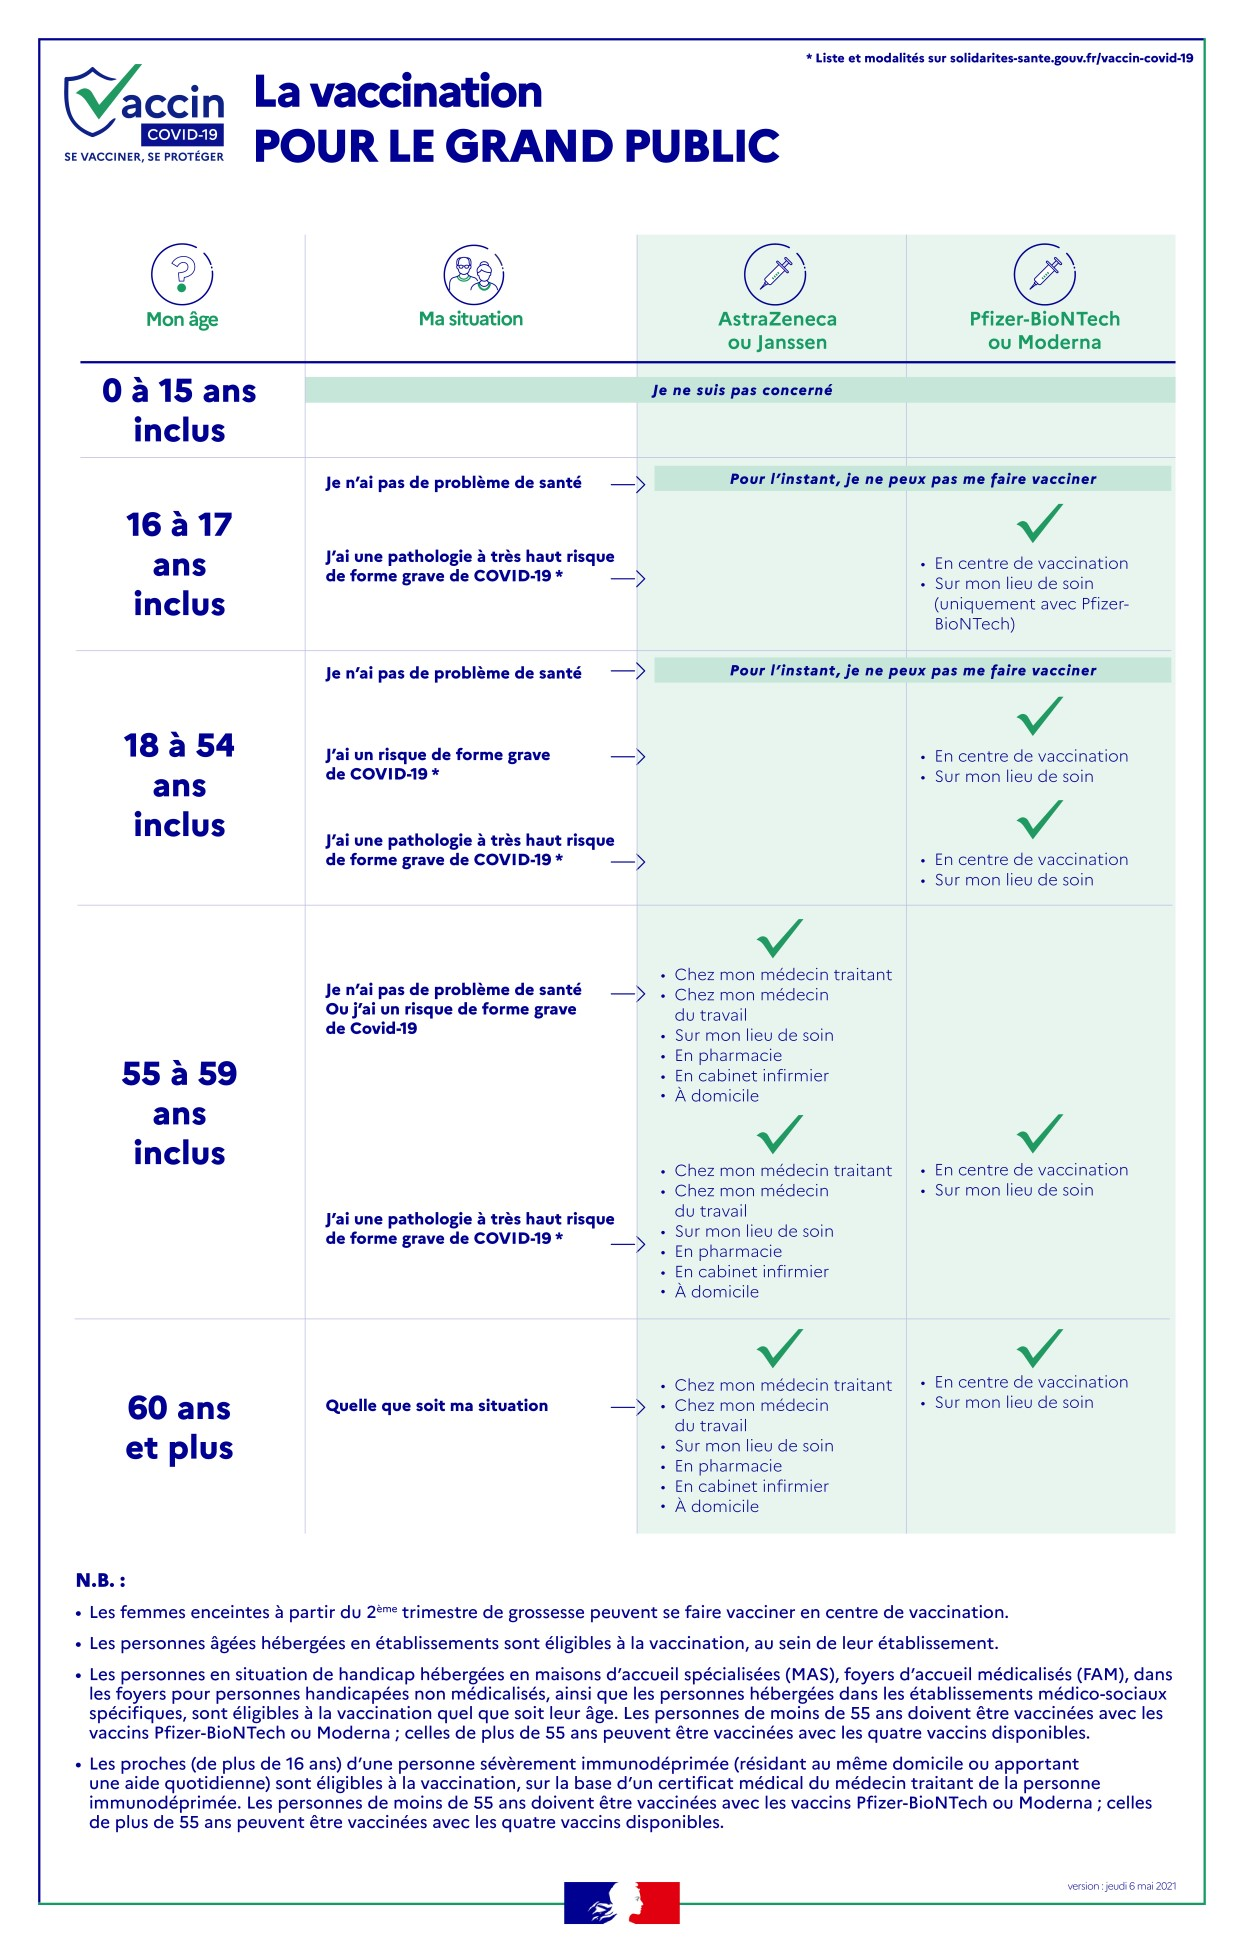 * Liste et modalités sur solidarites-sante.gouv.fr/vaccin-covid-19
Vaccin
COVID-19
SE VACCINER, SE PROTÉGER
La vaccination
POUR LE GRAND PUBLIC
Mon âge
Ma situation
AstraZeneca
ou Janssen
Pfizer-BioNTech
ou Moderna
0 à 15 ans
inclus
Je ne suis pas concerné
16 à 17
ans
inclus
Je n'ai pas de problème de santé
Pour l'instant, je ne peux pas me faire vacciner
J'ai une pathologie à très haut risque
de forme grave de COVID-19 *
• En centre de vaccination
• Sur mon lieu de soin
(uniquement avec Pfizer-
BioNTech)
18 à 54
ans
inclus
Je n'ai pas de problème de santé
Pour l'instant, je ne peux pas me faire vacciner
J'ai un risque de forme grave
de COVID-19 *
• En centre de vaccination
• Sur mon lieu de soin
J'ai une pathologie à très haut risque
de forme grave de COVID-19 *
• En centre de vaccination
• Sur mon lieu de soin
55 à 59
ans
inclus
Je n'ai pas de problème de santé
Ou j'ai un risque de forme grave
de Covid-19
• Chez mon médecin traitant
• Chez mon médecin
du travail
• Sur mon lieu de soin
• En pharmacie
• En cabinet infirmier
• À domicile
J'ai une pathologie à très haut risque
de forme grave de COVID-19 *
• Chez mon médecin traitant
• Chez mon médecin
du travail
• Sur mon lieu de soin
• En pharmacie
• En cabinet infirmier
• À domicile
• En centre de vaccination
• Sur mon lieu de soin
60 ans
et plus
Quelle que soit ma situation
• Chez mon médecin traitant
• Chez mon médecin
du travail
• Sur mon lieu de soin
• En pharmacie
• En cabinet infirmier
• À domicile
• En centre de vaccination
• Sur mon lieu de soin
N.B. :
• Les femmes enceintes à partir du 2ème trimestre de grossesse peuvent se faire vacciner en centre de vaccination.
• Les personnes âgées hébergées en établissements sont éligibles à la vaccination, au sein de leur établissement.
• Les personnes en situation de handicap hébergées en maisons d'accueil spécialisées (MAS), foyers d'accueil médicalisés (FAM), dans
les foyers pour personnes handicapées non médicalisés, ainsi que les personnes hébergées dans les établissements médico-sociaux
spécifiques, sont éligibles à la vaccination quel que soit leur âge. Les personnes de moins de 55 ans doivent être vaccinées avec les
vaccins Pfizer-BioNTech ou Moderna ; celles de plus de 55 ans peuvent être vaccinées avec les quatre vaccins disponibles.
• Les proches (de plus de 16 ans) d'une personne sévèrement immunodéprimée (résidant au même domicile ou apportant
une aide quotidienne) sont éligibles à la vaccination, sur la base d'un certificat médical du médecin traitant de la personne
immunodéprimée. Les personnes de moins de 55 ans doivent être vaccinées avec les vaccins Pfizer-BioNTech ou Moderna ; celles
de plus de 55 ans peuvent être vaccinées avec les quatre vaccins disponibles.
version : jeudi 6 mai 2021